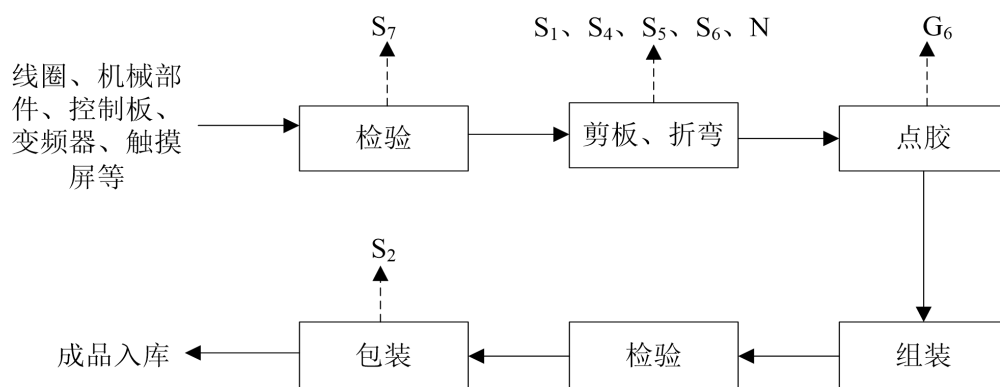 S₇
S₁、S₄、S₅、S₆、N
G₆
线圈、机械部
件、控制板、
变频器、触摸
屏等
检验
剪板、折弯
点胶
S₂
成品入库
包装
检验
组装